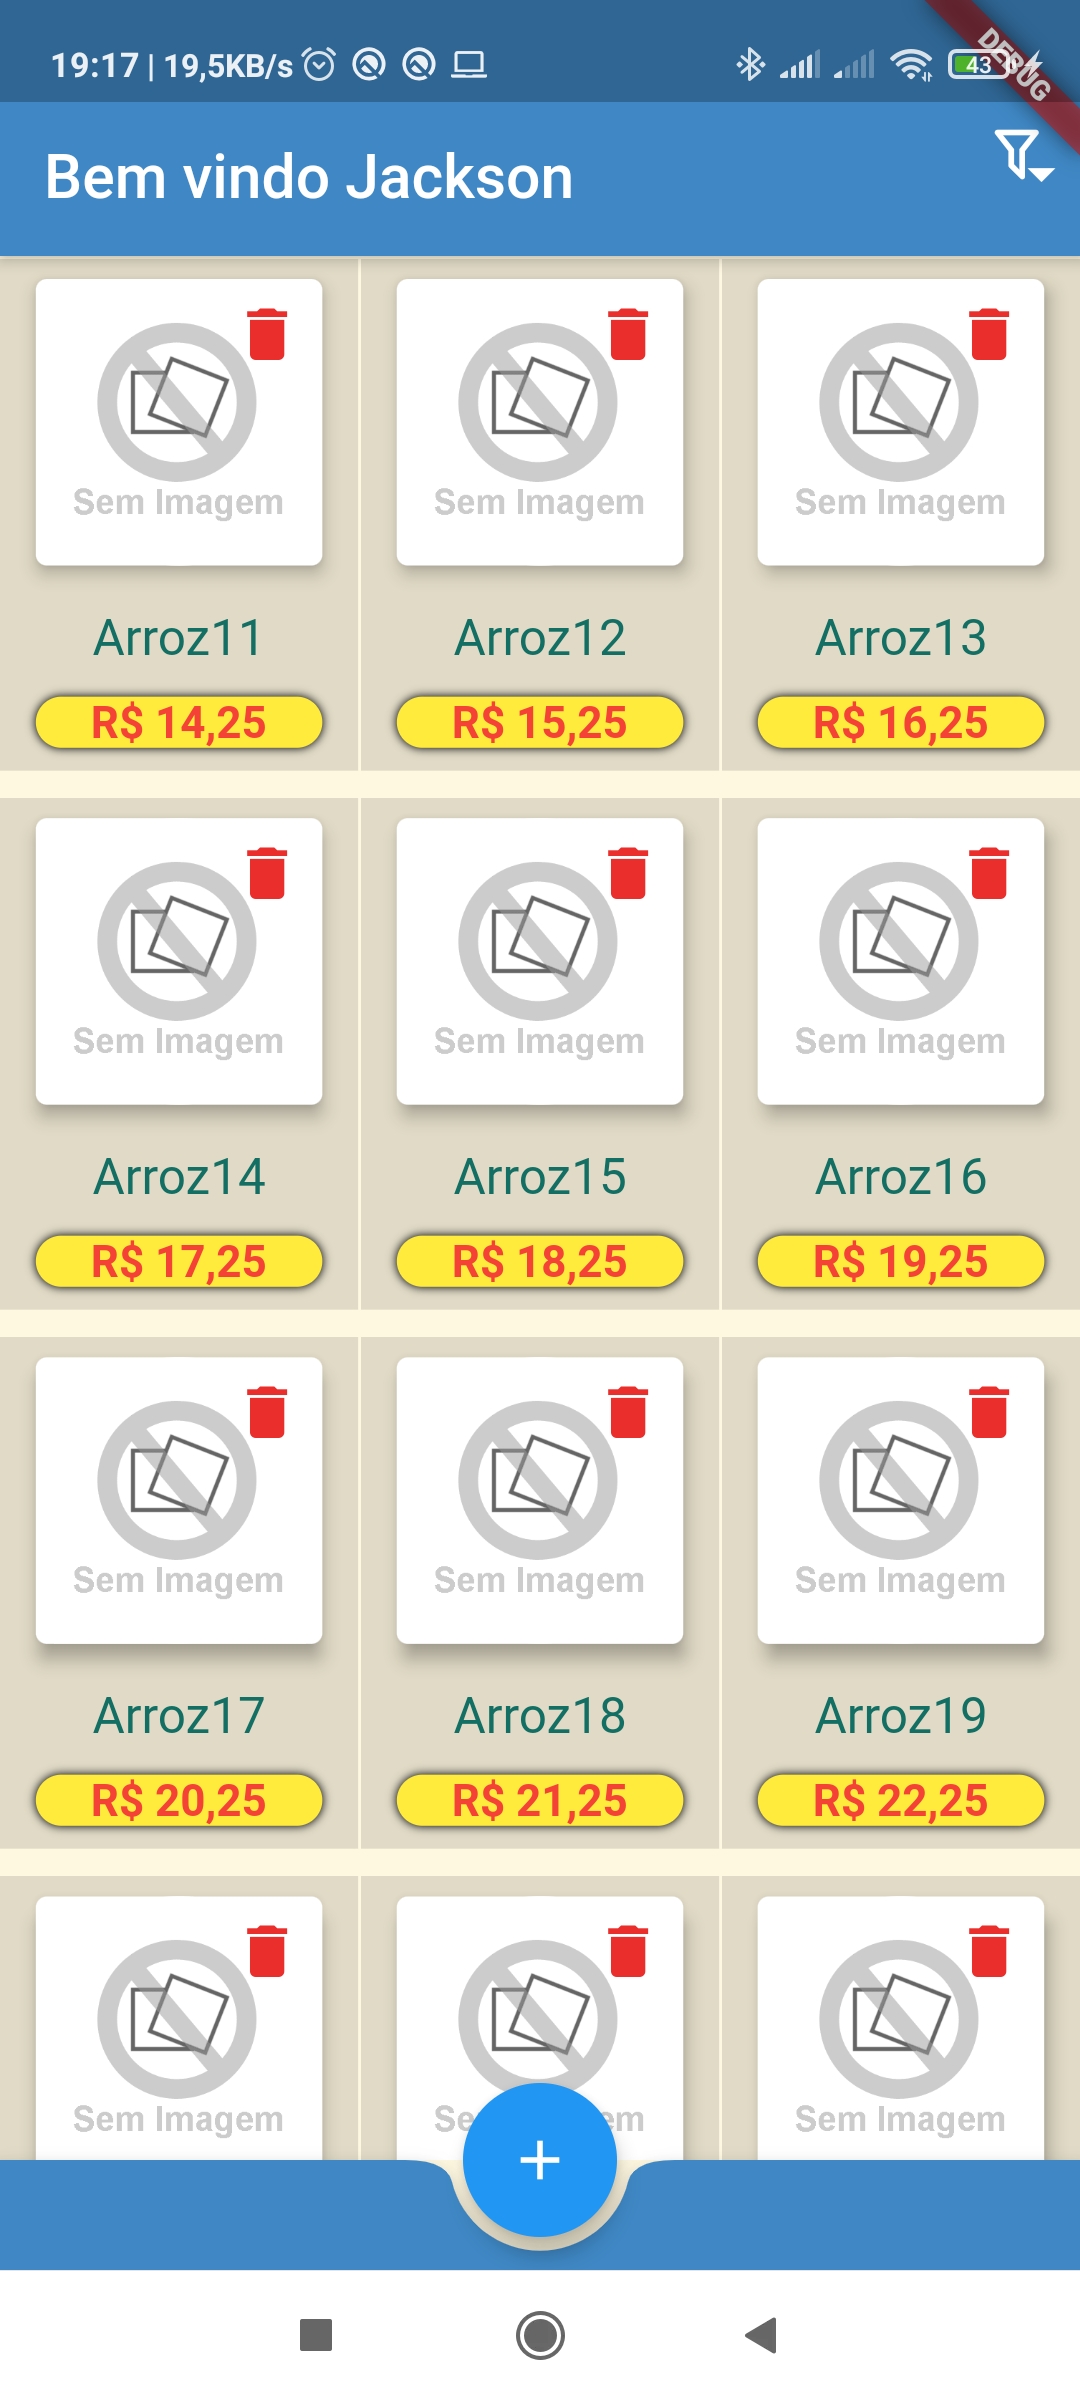 19:17 | 19,5KB/s
43
DEBUG
Bem vindo Jackson
Sem Imagem Sem Imagem Sem Imagem
Arroz11 Arroz12 Arroz13
R$ 14,25 R$ 15,25 R$ 16,25
Sem Imagem Sem Imagem Sem Imagem
Arroz14 Arroz15 Arroz16
R$ 17,25 R$ 18,25 R$ 19,25
Sem Imagem Sem Imagem Sem Imagem
Arroz17 Arroz18 Arroz19
R$ 20,25 R$ 21,25 R$ 22,25
Sem Imagem Se em Sem Imagem